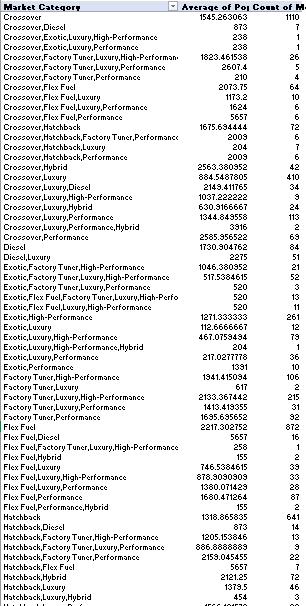 Market Category Average of Pop Count of M
Crossover 1545.263063 1110
Crossover,Diesel 873 7
Crossover,Exotic,Luxury,High-Performance 238 1
Crossover,Exotic,Luxury,Performance 238 1
Crossover,Factory Tuner,Luxury,High-Performan 1823.461538 26
Crossover,Factory Tuner,Luxury,Performance 2607.4 5
Crossover,Factory Tuner,Performance 210 4
Crossover,Flex Fuel 2073.75 64
Crossover,Flex Fuel,Luxury 1173.2 10
Crossover,Flex Fuel,Luxury,Performance 1624 6
Crossover,Flex Fuel,Performance 5657 6
Crossover,Hatchback 1675.694444 72
Crossover,Hatchback,Factory Tuner,Performanc 2009 6
Crossover,Hatchback,Luxury 204 7
Crossover,Hatchback,Performance 2009 6
Crossover,Hybrid 2563.380952 42
Crossover,Luxury 884.5487805 410
Crossover,Luxury,Diesel 2149.411765 34
Crossover,Luxury,High-Performance 1037.222222 9
Crossover,Luxury,Hybrid 630.9166667 24
Crossover,Luxury,Performance 1344.849558 113
Crossover,Luxury,Performance,Hybrid 3916 2
Crossover,Performance 2585.956522 69
Diesel 1730.904762 84
Diesel,Luxury 2275 51
Exotic,Factory Tuner,High-Performance 1046.380952 21
Exotic,Factory Tuner,Luxury,High-Performance 517.5384615 52
Exotic,Factory Tuner,Luxury,Performance 520 3
Exotic,Flex Fuel,Factory Tuner,Luxury,High-Perfo 520 13
Exotic,Flex Fuel,Luxury,High-Performance 520 11
Exotic,High-Performance 1271.333333 261
Exotic,Luxury 112.6666667 12
Exotic,Luxury,High-Performance 467.0759494 79
Exotic,Luxury,High-Performance,Hybrid 204 1
Exotic,Luxury,Performance 217.0277778 36
Exotic,Performance 1391 10
Factory Tuner,High-Performance 1941.415094 106
Factory Tuner,Luxury 617 2
Factory Tuner,Luxury,High-Performance 2133.367442 215
Factory Tuner,Luxury,Performance 1413.419355 31
Factory Tuner,Performance 1695.695652 92
Flex Fuel 2217.302752 872
Flex Fuel,Diesel 5657 16
Flex Fuel,Factory Tuner,Luxury,High-Performanc 258 1
Flex Fuel,Hybrid 155 2
Flex Fuel,Luxury 746.5384615 39
Flex Fuel,Luxury,High-Performance 878.9090909 33
Flex Fuel,Luxury,Performance 1380.071429 28
Flex Fuel,Performance 1680.471264 87
Flex Fuel,Performance,Hybrid 155 2
Hatchback 1318.865835 641
Hatchback,Diesel 873 14
Hatchback,Factory Tuner,High-Performance 1205.153846 13
Hatchback,Factory Tuner,Luxury,Performance 886.8888889 9
Hatchback,Factory Tuner,Performance 2159.045455 22
Hatchback,Flex Fuel 5657 7
Hatchback,Hybrid 2121.25 72
Hatchback,Luxury 1379.5 46
Hatchback,Luxury,Hybrid 454 3